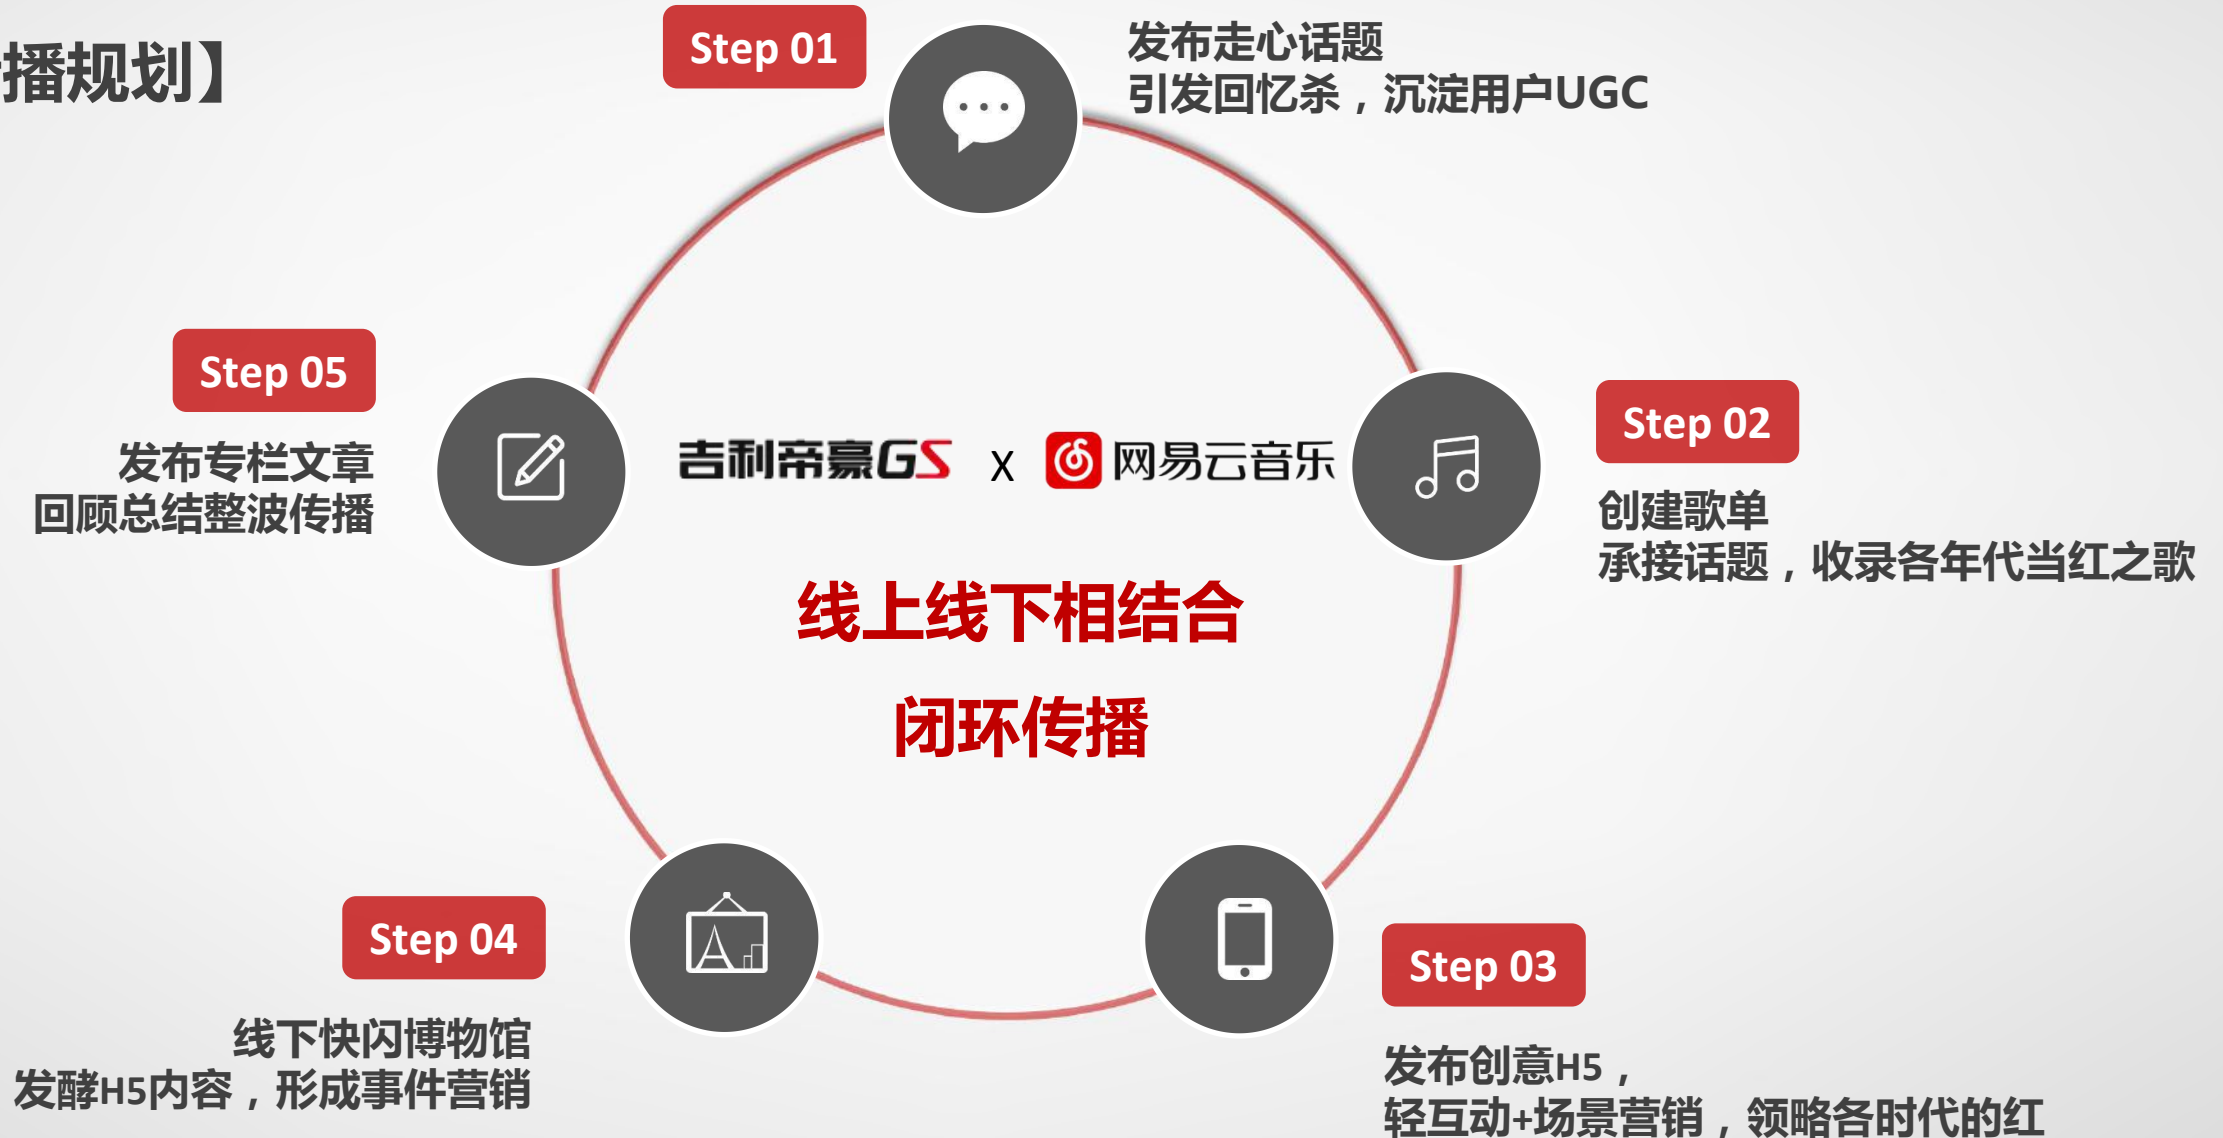 播规划】
Step 01
发布走心话题
引发回忆杀，沉淀用户UGC
Step 05
发布专栏文章
回顾总结整波传播
吉利帝豪GS X 网易云音乐
Step 02
创建歌单
承接话题，收录各年代当红之歌
线上线下相结合
闭环传播
Step 04
线下快闪博物馆
发酵H5内容，形成事件营销
Step 03
发布创意H5，
轻互动+场景营销，领略各时代的红